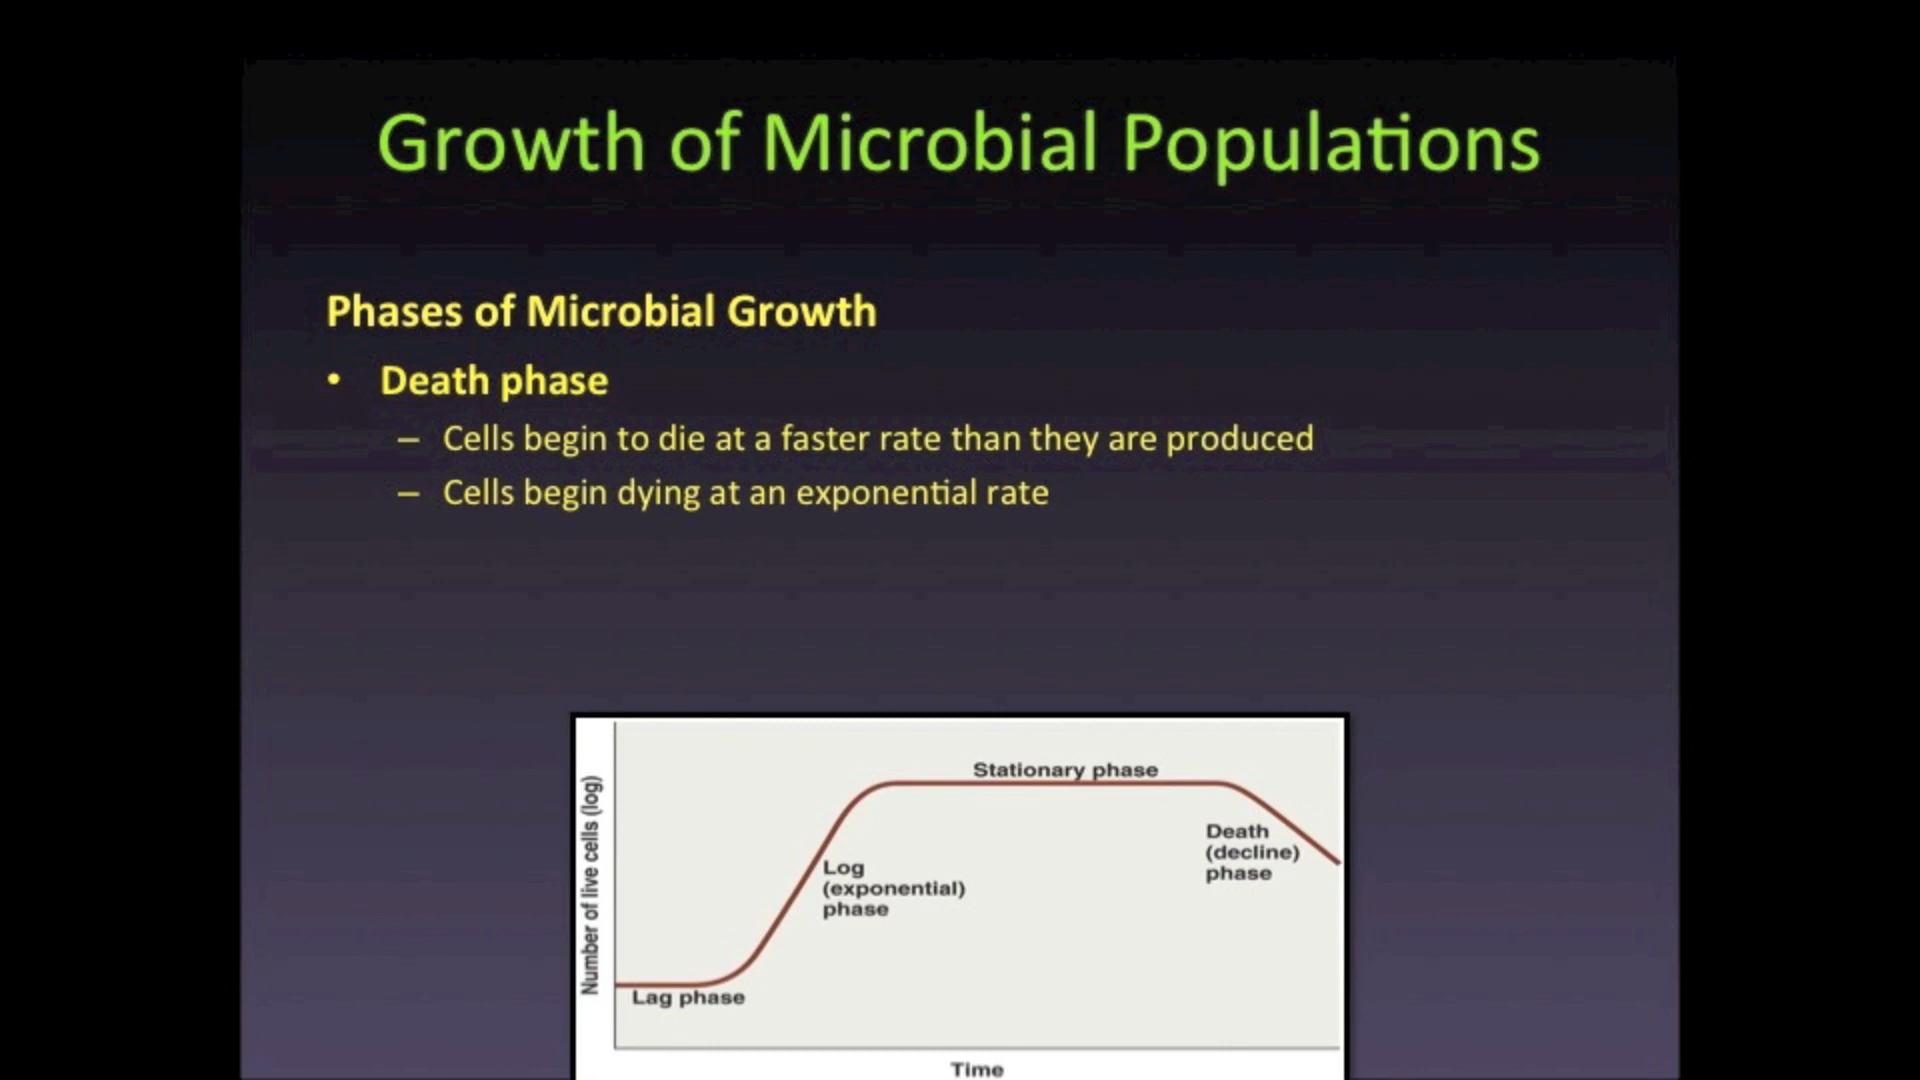 Growth of Microbial Populations
Phases of Microbial Growth
• Death phase
– Cells begin to die at a faster rate than they are produced
– Cells begin dying at an exponential rate
Number of live cells (log)
Stationary phase
Death
(decline)
phase
Log
(exponential)
phase
Lag phase
Time